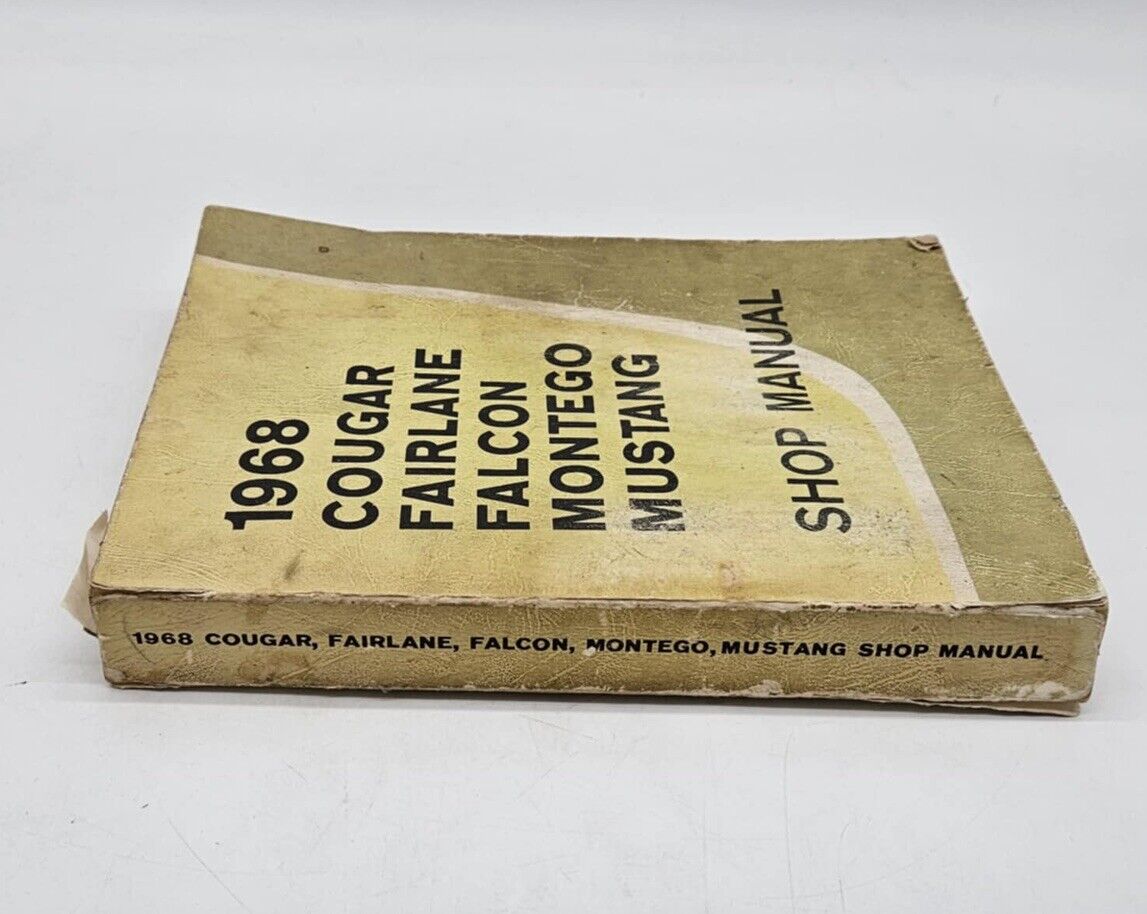 1968
COUGAR
FAIRLANE
FALCON
MONTEGO
MUSTANG
SHOP MANUAL
1968 COUGAR, FAIRLANE, FALCON, MONTEGO, MUSTANG SHOP MANUAL